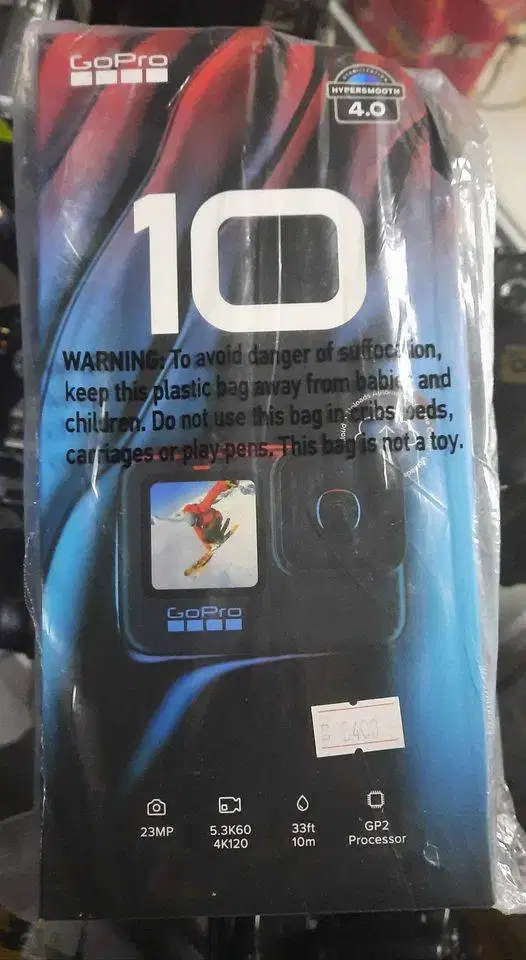 GoPro
HYPERSMOOTH
4.0
10
WARNING: To avoid danger of suffocation,
keep this plastic bag away from babies and
children. Do not use this bag in cribs, beds,
carriages or play pens. This bag is not a toy.
GoPro
23MP
5.3K60
4K120
33ft
10m
GP2
Processor